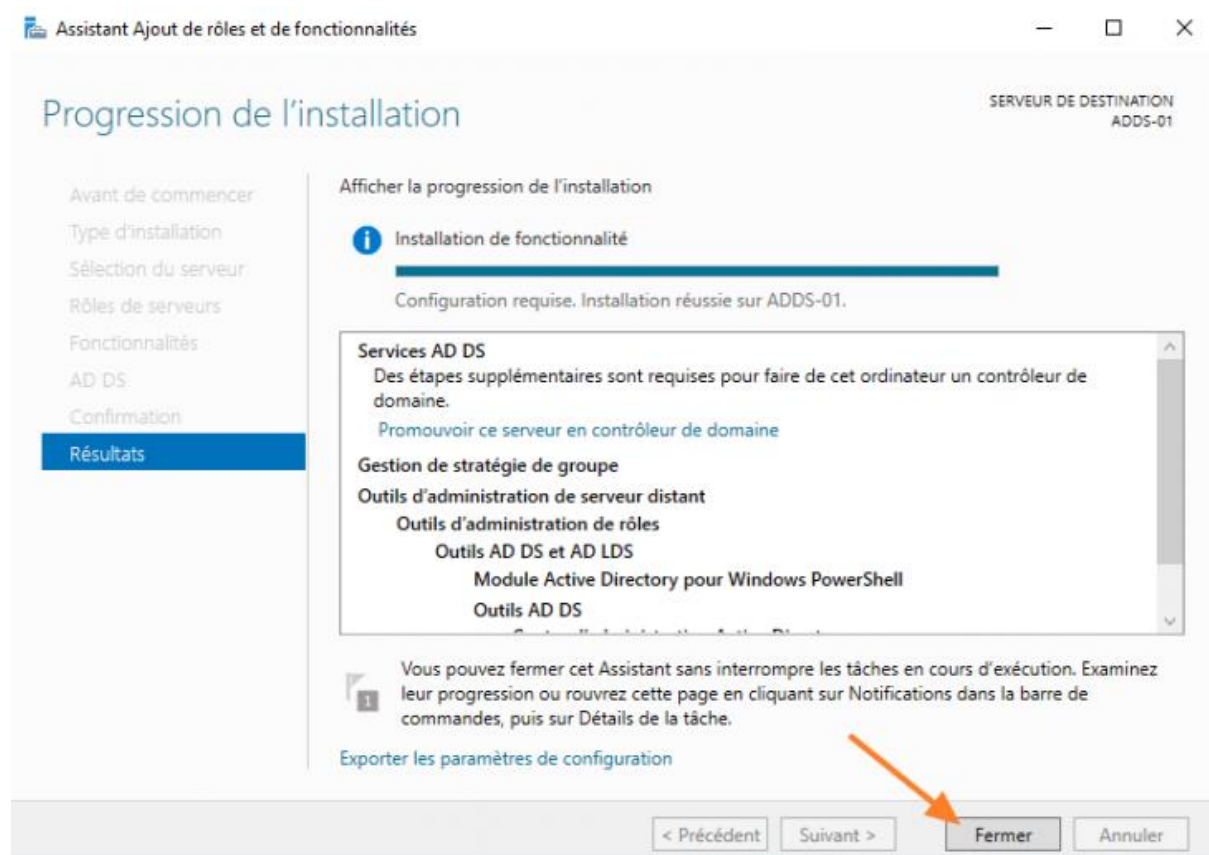 Assistant Ajout de rôles et de fonctionnalités
Progression de l'installation
SERVEUR DE DESTINATION
ADDS-01
Avant de commencer
Type d'installation
Sélection du serveur
Rôles de serveurs
Fonctionnalités
AD DS
Confirmation
Résultats
Afficher la progression de l'installation
Installation de fonctionnalité
Configuration requise. Installation réussie sur ADDS-01.
Services AD DS
Des étapes supplémentaires sont requises pour faire de cet ordinateur un contrôleur de
domaine.
Promouvoir ce serveur en contrôleur de domaine
Gestion de stratégie de groupe
Outils d'administration de serveur distant
Outils d'administration de rôles
Outils AD DS et AD LDS
Module Active Directory pour Windows PowerShell
Outils AD DS
1
Vous pouvez fermer cet Assistant sans interrompre les tâches en cours d'exécution. Examinez
leur progression ou rouvrez cette page en cliquant sur Notifications dans la barre de
commandes, puis sur Détails de la tâche.
Exporter les paramètres de configuration
< Précédent
Suivant >
Fermer
Annuler